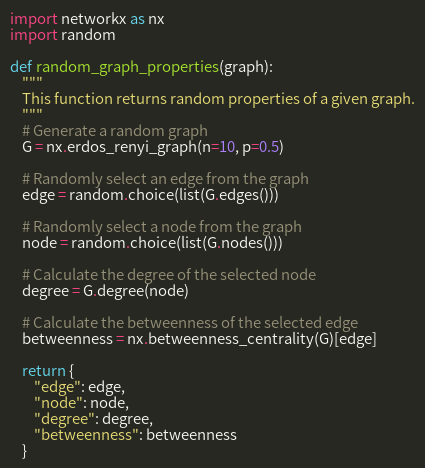 import networkx as nx
import random
def random_graph_properties(graph):
    """
    This function returns random properties of a given graph.
    """
    # Generate a random graph
    G = nx.erdos_renyi_graph(n=10, p=0.5)
    # Randomly select an edge from the graph
    edge = random.choice(list(G.edges()))
    # Randomly select a node from the graph
    node = random.choice(list(G.nodes()))
    # Calculate the degree of the selected node
    degree = G.degree(node)
    # Calculate the betweenness of the selected edge
    betweenness = nx.betweenness_centrality(G)[edge]
    return {
        "edge": edge,
        "node": node,
        "degree": degree,
        "betweenness": betweenness
    }